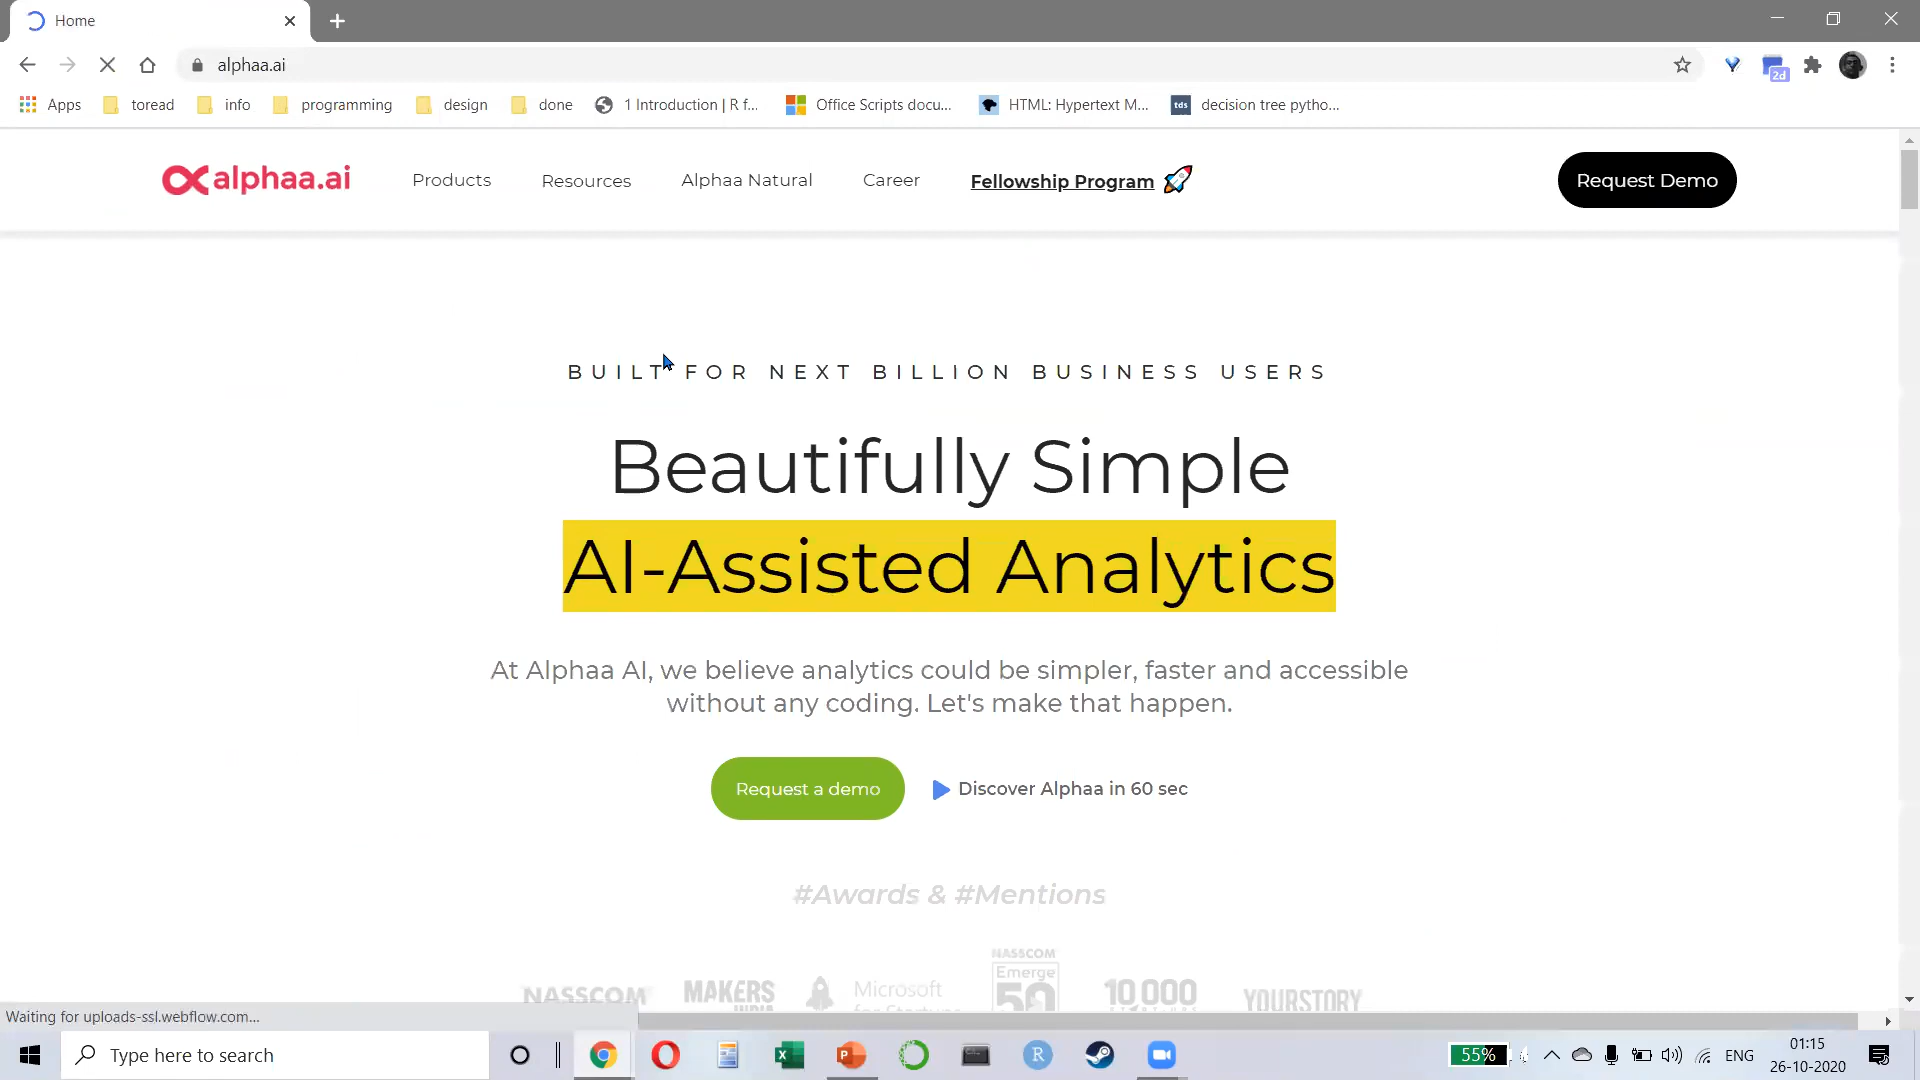 Home
alphaa.ai
2d
Apps toread info programming design done 1 Introduction | R f... Office Scripts docu... HTML: Hypertext M... tds decision tree pytho...
alphaa.ai Products Resources Alphaa Natural Career Fellowship Program Request Demo
BUILT FOR NEXT BILLION BUSINESS USERS
Beautifully Simple
AI-Assisted Analytics
At Alphaa AI, we believe analytics could be simpler, faster and accessible
without any coding. Let's make that happen.
Request a demo Discover Alphaa in 60 sec
#Awards & #Mentions
NASSCOM
Emerge
NASSCOM MAKERS Microsoft 50 10 000 YOURSTORY
Waiting for uploads-ssl.webflow.com...
Type here to search
55% ENG
01:15
26-10-2020